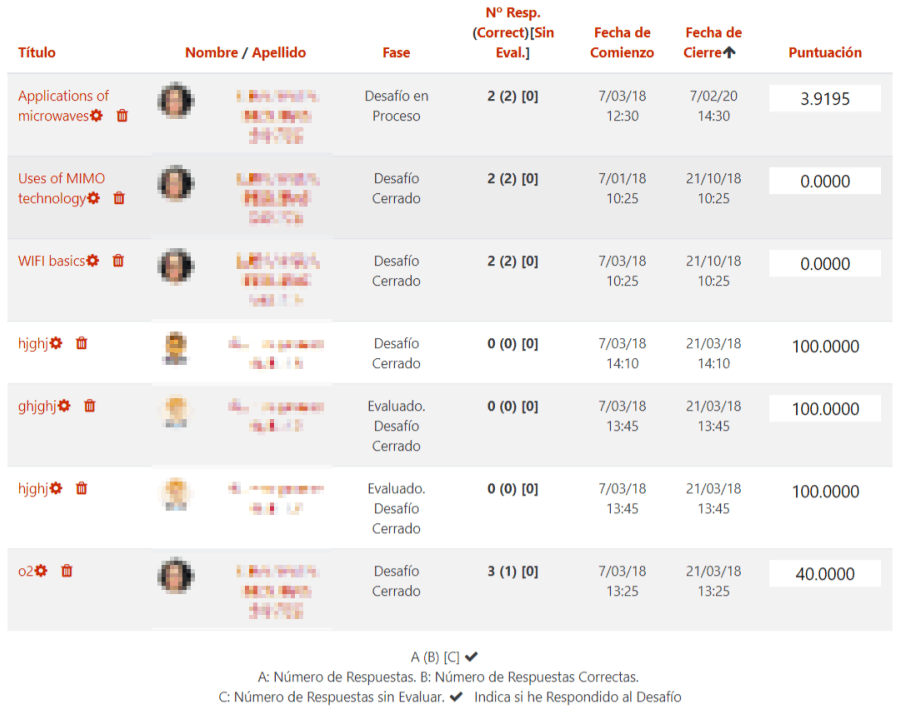 Título
Nombre / Apellido
Fase
Nº Resp.
(Correct)[Sin
Eval.]
Fecha de
Comienzo
Fecha de
Cierre
Puntuación
Applications of
microwaves
Desafío en
Proceso
2 (2) [0]
7/03/18
12:30
7/02/20
14:30
3.9195
Uses of MIMO
technology
Desafío
Cerrado
2 (2) [0]
7/01/18
10:25
21/10/18
10:25
0.0000
WIFI basics
Desafío
Cerrado
2 (2) [0]
7/03/18
10:25
21/10/18
10:25
0.0000
hjghj
Desafío
Cerrado
0 (0) [0]
7/03/18
14:10
21/03/18
14:10
100.0000
ghjghj
Evaluado.
Desafío
Cerrado
0 (0) [0]
7/03/18
13:45
21/03/18
13:45
100.0000
hjghj
Evaluado.
Desafío
Cerrado
0 (0) [0]
7/03/18
13:45
21/03/18
13:45
100.0000
o2
Desafío
Cerrado
3 (1) [0]
7/03/18
13:25
21/03/18
13:25
40.0000
A (B) [C] ✔
A: Número de Respuestas. B: Número de Respuestas Correctas.
C: Número de Respuestas sin Evaluar. ✔ Indica si he Respondido al Desafío